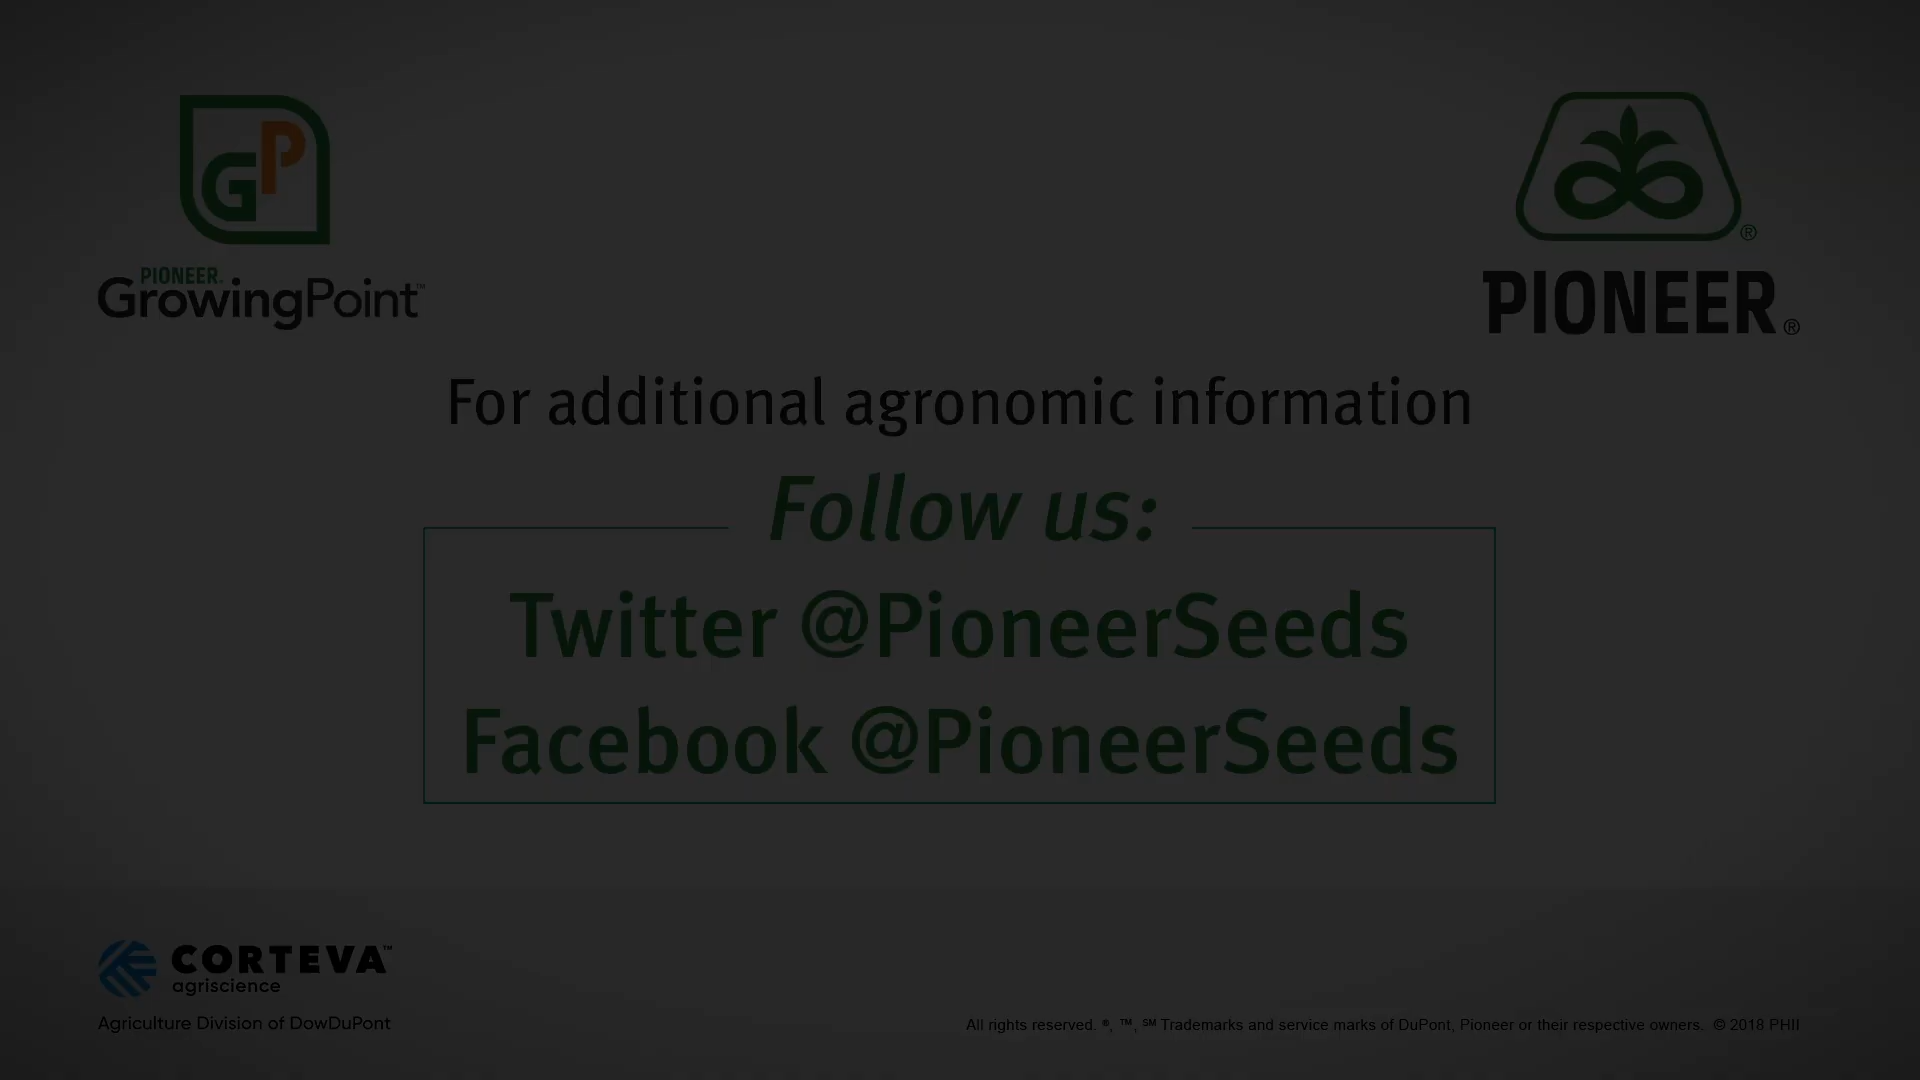 GP
PIONEER.
GrowingPoint™
®
PIONEER®
For additional agronomic information
Follow us:
Twitter @PioneerSeeds
Facebook @PioneerSeeds
CORTEVA™
agriscience
Agriculture Division of DowDuPont
All rights reserved. ®, ™, ℠ Trademarks and service marks of DuPont, Pioneer or their respective owners. © 2018 PHII